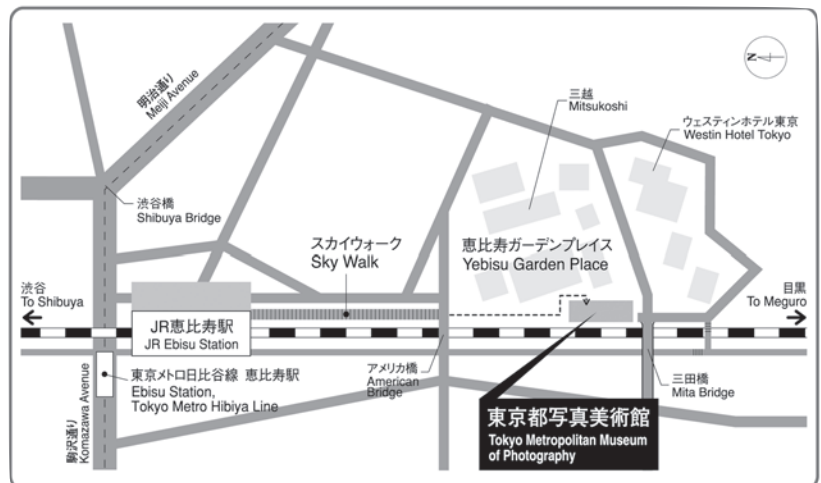 明治通り
Meiji Avenue
N
三越
Mitsukoshi
ウェスティンホテル東京
Westin Hotel Tokyo
渋谷橋
Shibuya Bridge
スカイウォーク
Sky Walk
恵比寿ガーデンプレイス
Yebisu Garden Place
渋谷
To Shibuya
目黒
To Meguro
JR恵比寿駅
JR Ebisu Station
東京メトロ日比谷線 恵比寿駅
Ebisu Station,
Tokyo Metro Hibiya Line
アメリカ橋
American
Bridge
三田橋
Mita Bridge
駒沢通り
Komazawa Avenue
東京都写真美術館
Tokyo Metropolitan Museum
of Photography